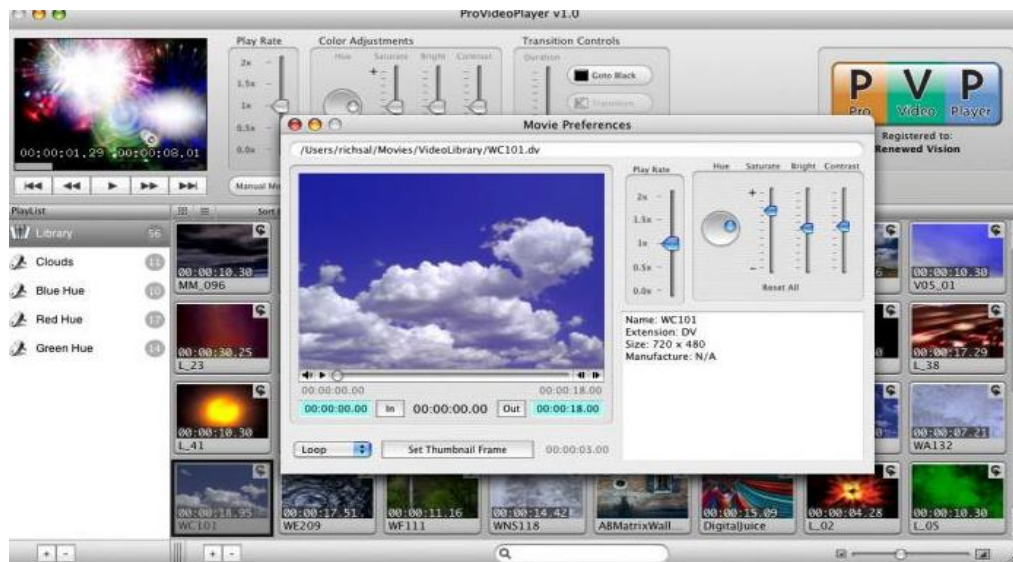 ProVideoPlayer v1.0
Play Rate
Color Adjustments
Transition Controls
2x
1.5x
1x
0.5x
0.0x
Hue Saturate Bright Contrast
Duration
Goto Black
Transition
P V P
Pro Video Player
Registered to:
Renewed Vision
00:00:01.29 00:00:08.01
Manual Mo
PlayList
Sort
Library 56
Clouds 11
Blue Hue 10
Red Hue 17
Green Hue 14
Movie Preferences
/Users/richsal/Movies/VideoLibrary/WC101.dv
Play Rate
2x
1.5x
1x
0.5x
0.0x
Hue Saturate Bright Contrast
+
-
Reset All
Name: WC101
Extension: DV
Size: 720 x 480
Manufacture: N/A
00:00:00.00 00:00:18.00
00:00:00.00 In 00:00:00.00 Out 00:00:18.00
Loop Set Thumbnail Frame 00:00:03.00
00:00:10.30
MM_096
00:00:10.30
V05_01
00:00:30.25
L_23
00:00:17.29
L_38
00:00:10.30
L_41
00:00:07.21
WA132
00:00:18.95
WC101
00:00:17.51
WE209
00:00:11.16
WF111
00:00:14.42
WNS118
ABMatrixWall...
00:00:15.09
DigitalJuice
00:00:04.28
L_02
00:00:10.30
L_05
+ -
+ -